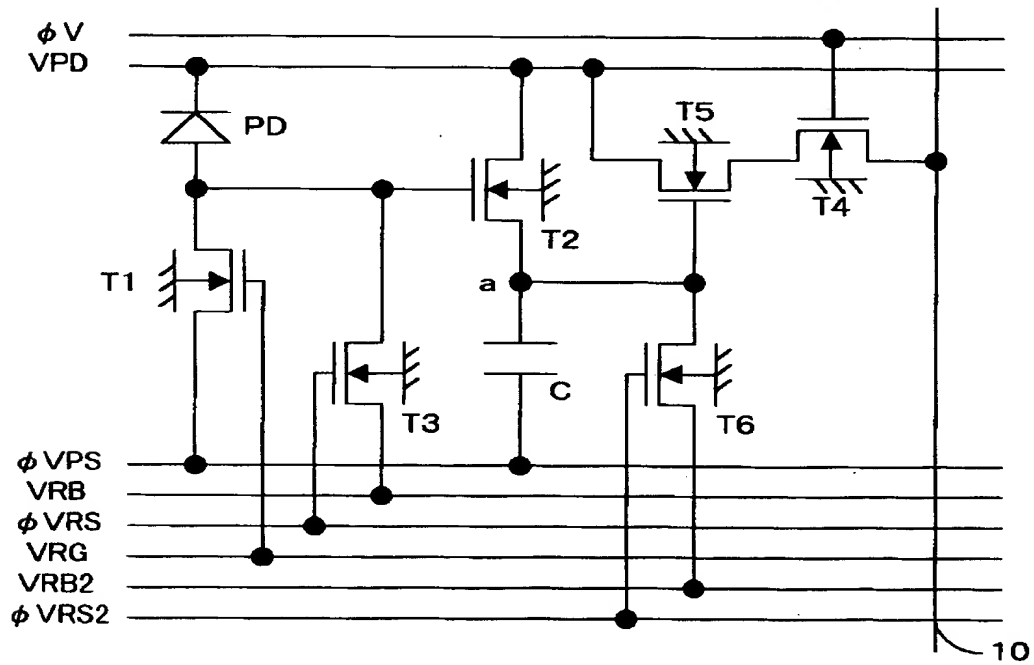 φV
VPD
PD
T5
T4
T2
T1
a
C
T3
T6
φVPS
VRB
φVRS
VRG
VRB2
φVRS2
10